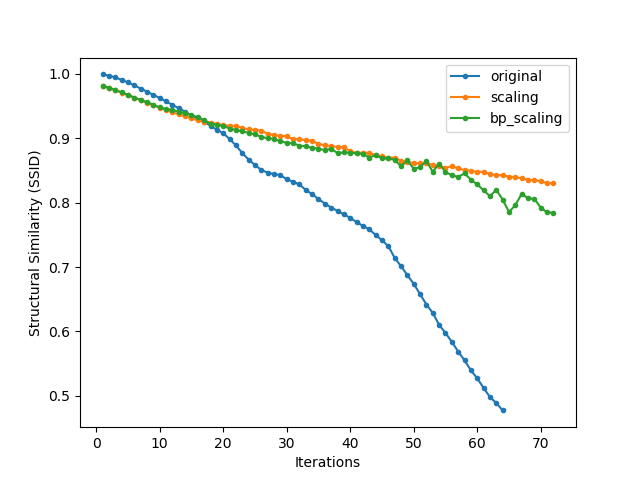 original
scaling
bp_scaling
Structural Similarity (SSID)
1.0
0.9
0.8
0.7
0.6
0.5
0 10 20 30 40 50 60 70
Iterations